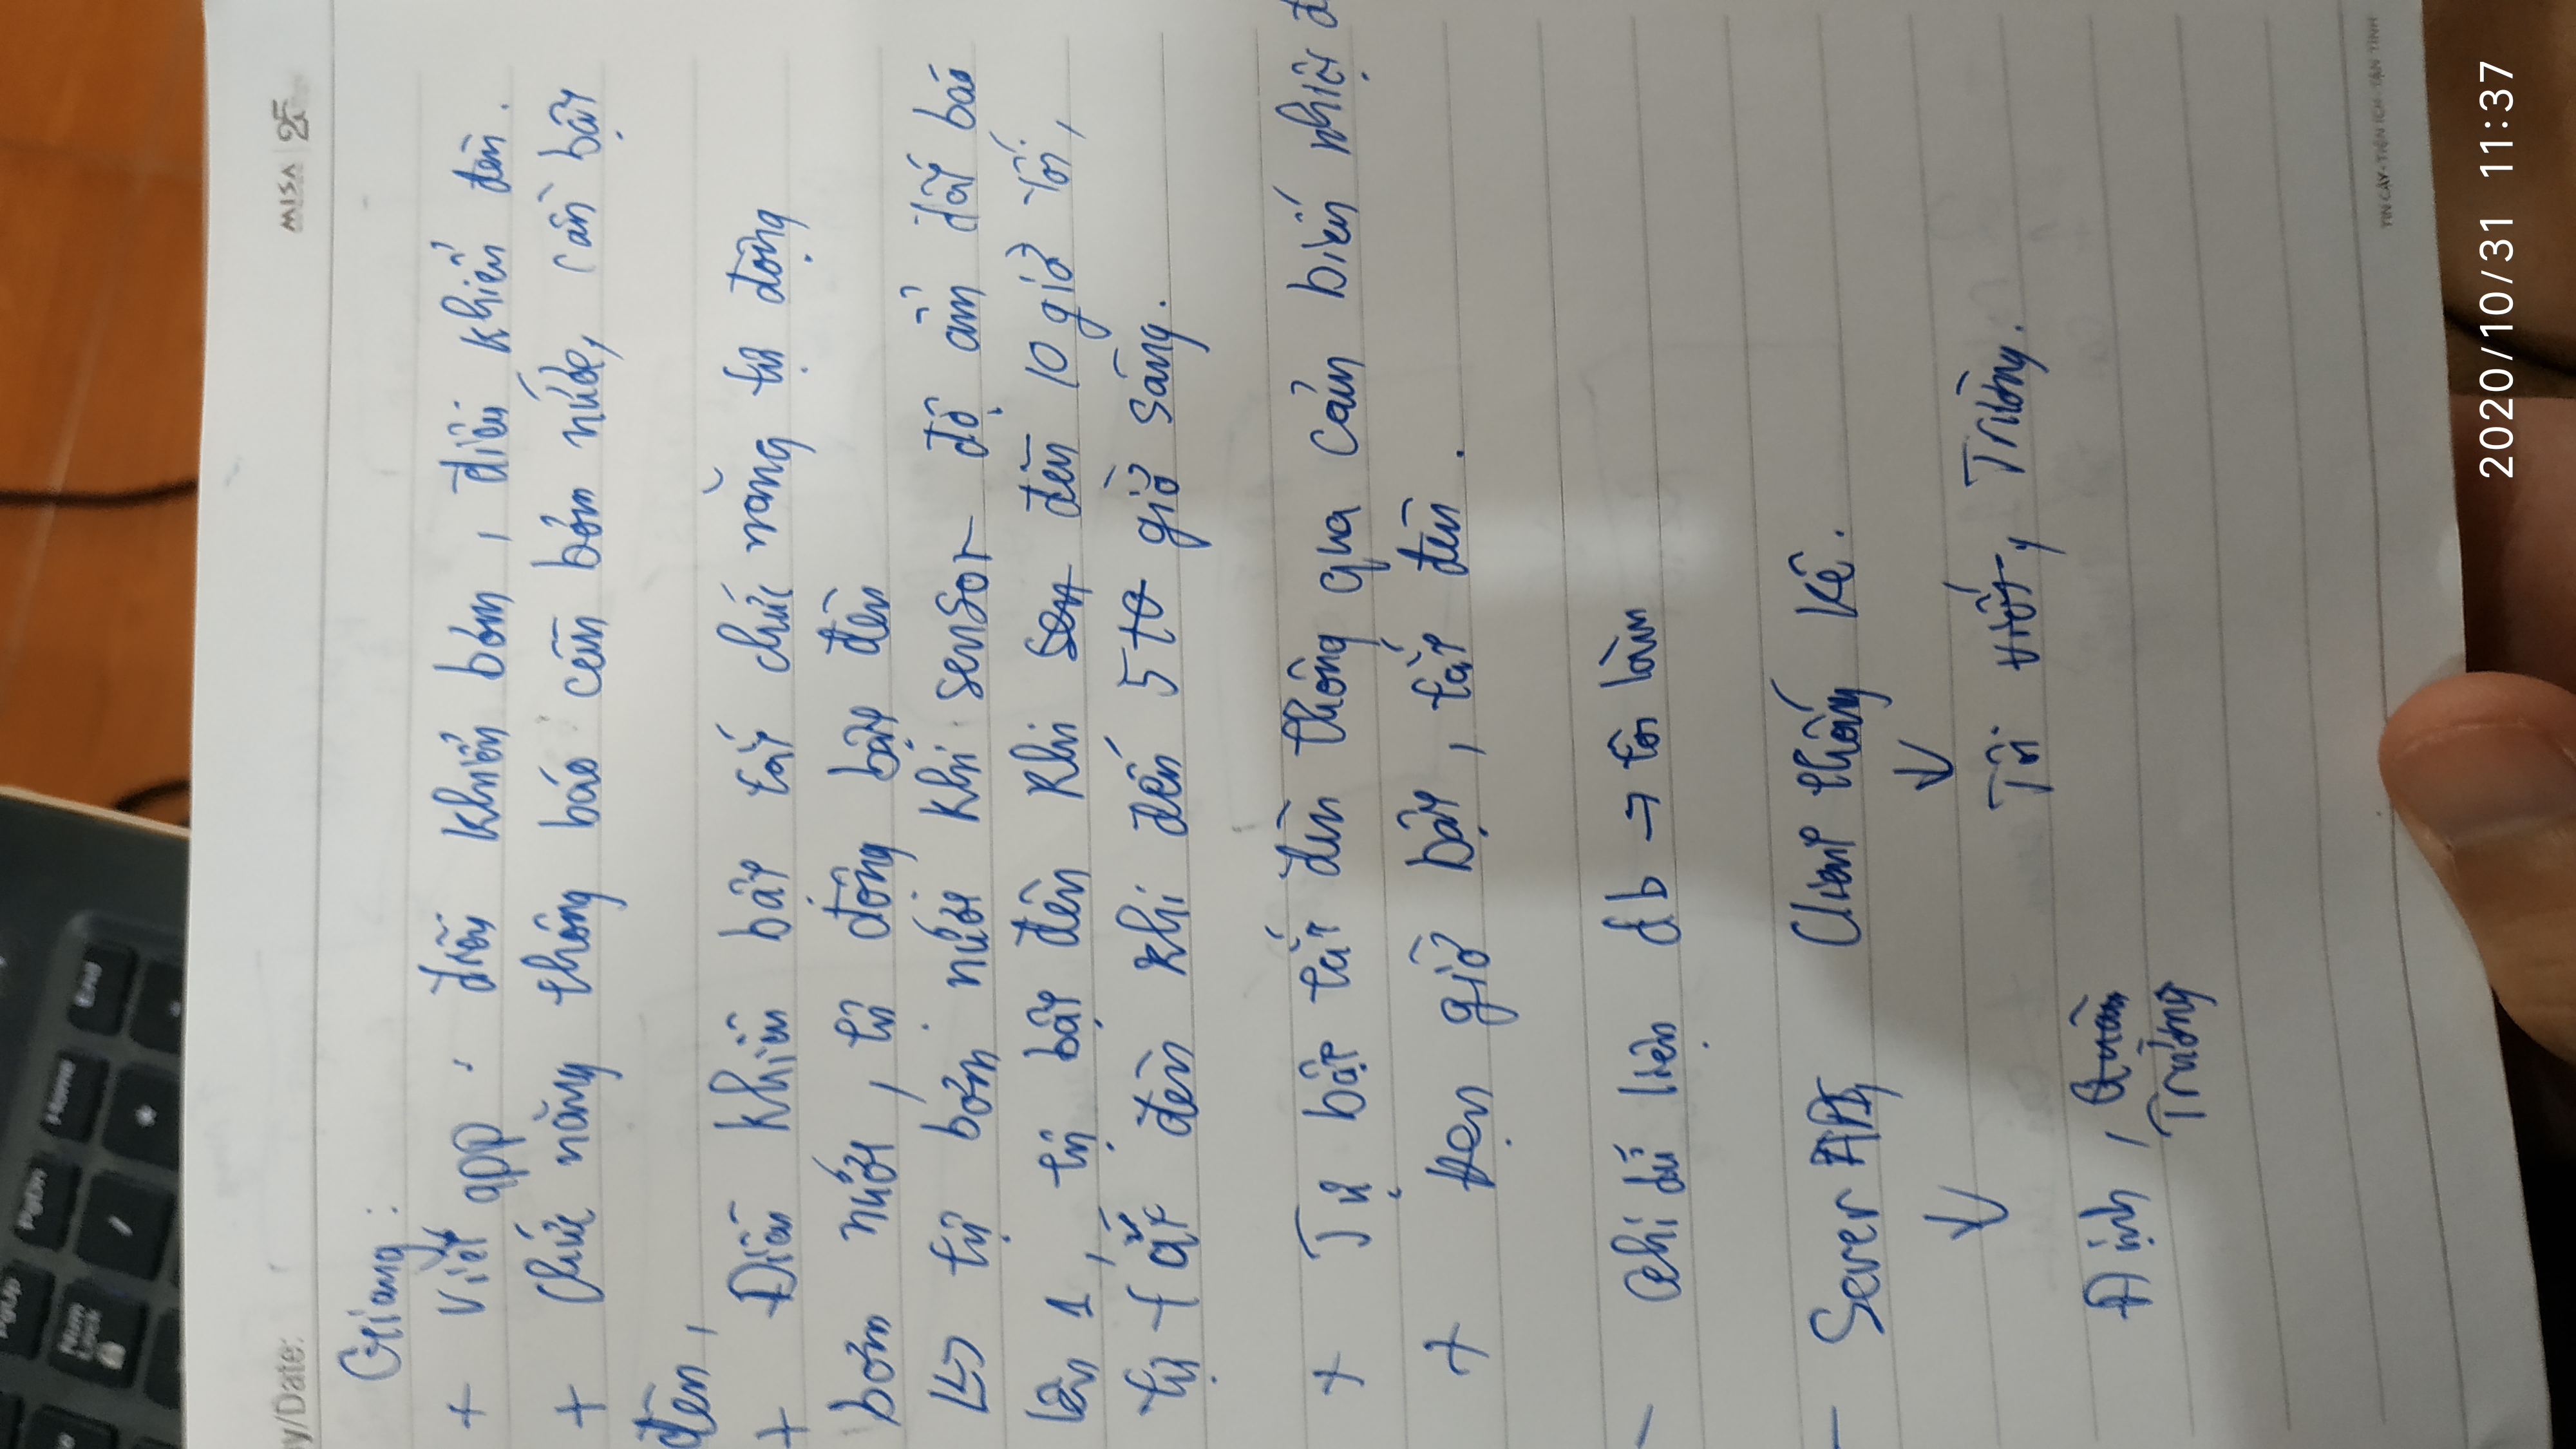 PgUp
PgDn
Home
End
Num
Lock
/
*
y/Date:
MISA 25
Giang:
+ Viết app: điều khiển bơm, điều khiển đèn.
+ Chức năng thông báo cần bơm nước, cần bật
đèn,
+ Điều khiển bật tắt chức năng tự động
bơm nước, tự động bật đèn
tự bơm nước khi sensor độ ẩm đất báo
lên 1, tự bật đèn khi đến 10 giờ tối,
tự tắt đèn khi đến 5 giờ sáng.
+ Tự bật tắt đèn thông qua cảm biến nhiệt đ
+ Hẹn giờ bật, tắt đèn.
- Ghi dữ liệu db → tôi làm
- Sever API, Client thống kê.
↓ ↓
Tôi viết, Trường.
Định, Quân
Trường
TIN CẬY - TIỆN ÍCH - TẬN TÌNH
2020/10/31 11:37